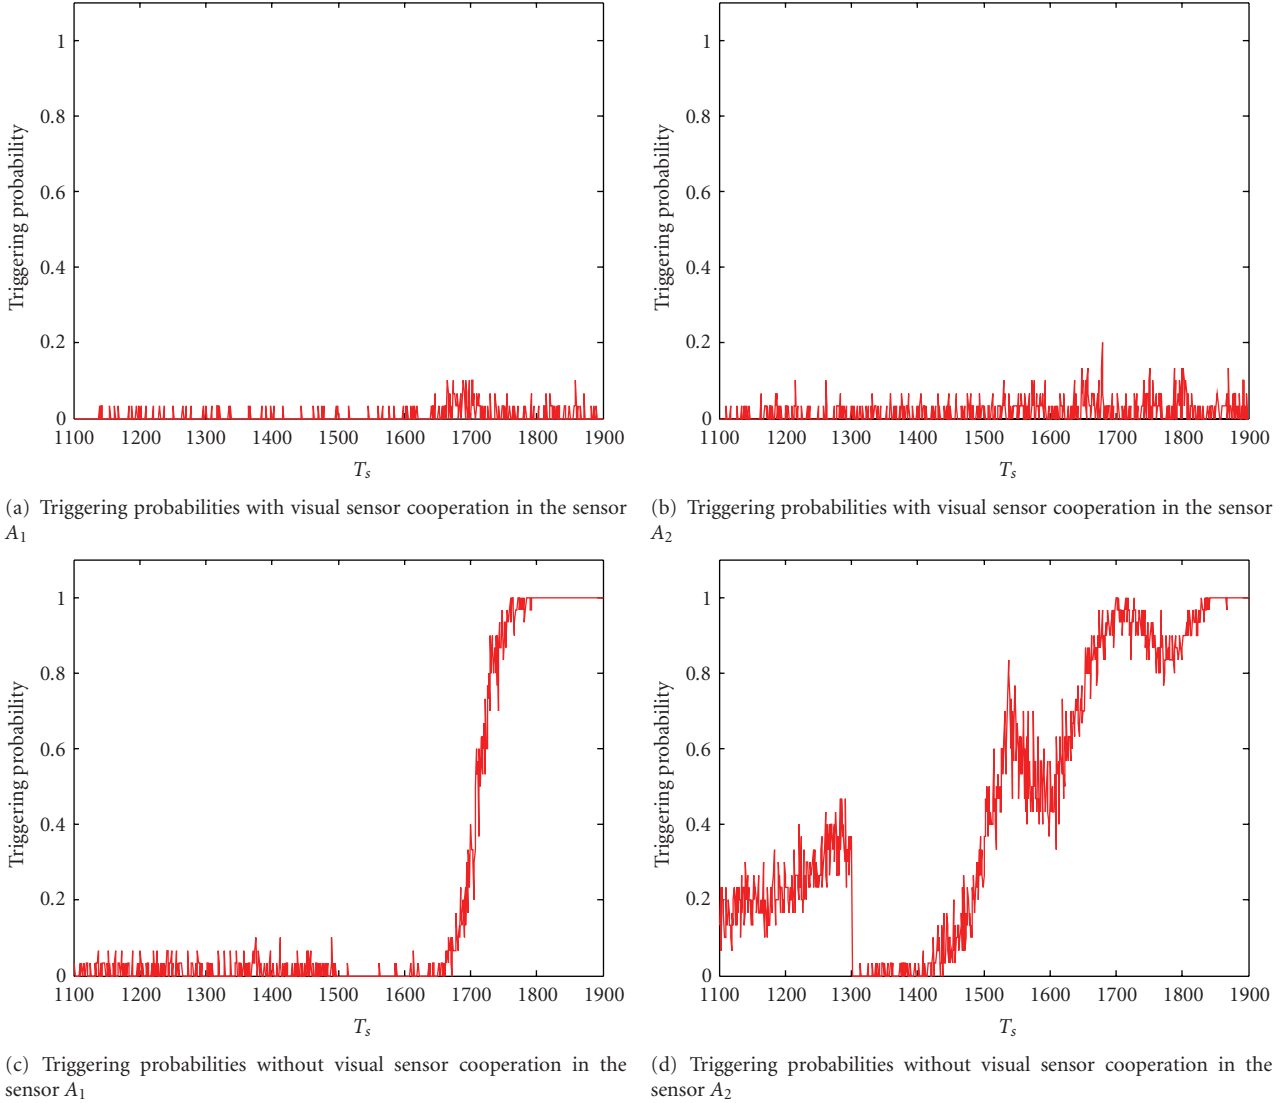 1
0.8
0.6
0.4
0.2
0
Triggering probability
1100 1200 1300 1400 1500 1600 1700 1800 1900
Ts
(a) Triggering probabilities with visual sensor cooperation in the sensor
A1
1
0.8
0.6
0.4
0.2
0
Triggering probability
1100 1200 1300 1400 1500 1600 1700 1800 1900
Ts
(b) Triggering probabilities with visual sensor cooperation in the sensor
A2
1
0.8
0.6
0.4
0.2
0
Triggering probability
1100 1200 1300 1400 1500 1600 1700 1800 1900
Ts
(c) Triggering probabilities without visual sensor cooperation in the
sensor A1
1
0.8
0.6
0.4
0.2
0
Triggering probability
1100 1200 1300 1400 1500 1600 1700 1800 1900
Ts
(d) Triggering probabilities without visual sensor cooperation in the
sensor A2